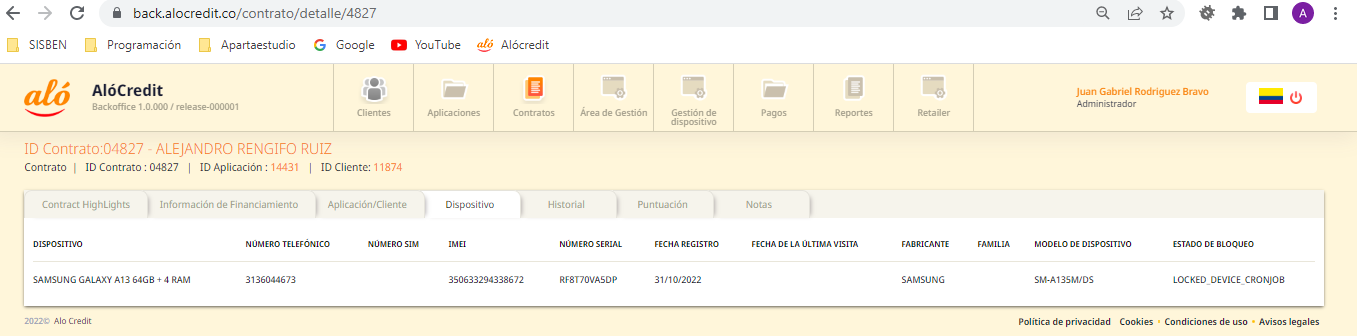 back.alocredit.co/contrato/detalle/4827
A
SISBEN Programación Apartaestudio Google YouTube Alócredit
aló
AlóCredit
Backoffice 1.0.000 / release-000001
Clientes
Aplicaciones
Contratos
Área de Gestión
Gestión de
dispositivo
Pagos
Reportes
Retailer
Juan Gabriel Rodriguez Bravo
Administrador
ID Contrato:04827 - ALEJANDRO RENGIFO RUIZ
Contrato | ID Contrato : 04827 | ID Aplicación : 14431 | ID Cliente: 11874
Contract HighLights Información de Financiamiento Aplicación/Cliente Dispositivo Historial Puntuación Notas
DISPOSITIVO NÚMERO TELEFÓNICO NÚMERO SIM IMEI NÚMERO SERIAL FECHA REGISTRO FECHA DE LA ÚLTIMA VISITA FABRICANTE FAMILIA MODELO DE DISPOSITIVO ESTADO DE BLOQUEO
SAMSUNG GALAXY A13 64GB + 4 RAM 3136044673 350633294338672 RF8T70VA5DP 31/10/2022 SAMSUNG SM-A135M/DS LOCKED_DEVICE_CRONJOB
2022© Alo Credit Política de privacidad Cookies • Condiciones de uso • Avisos legales